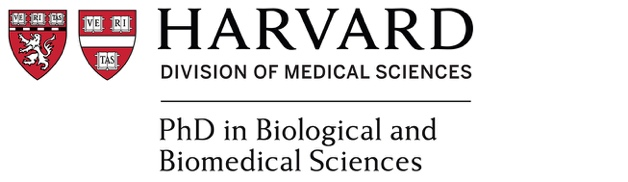 VE RI TAS
VE RI
TAS
HARVARD
DIVISION OF MEDICAL SCIENCES
PhD in Biological and
Biomedical Sciences